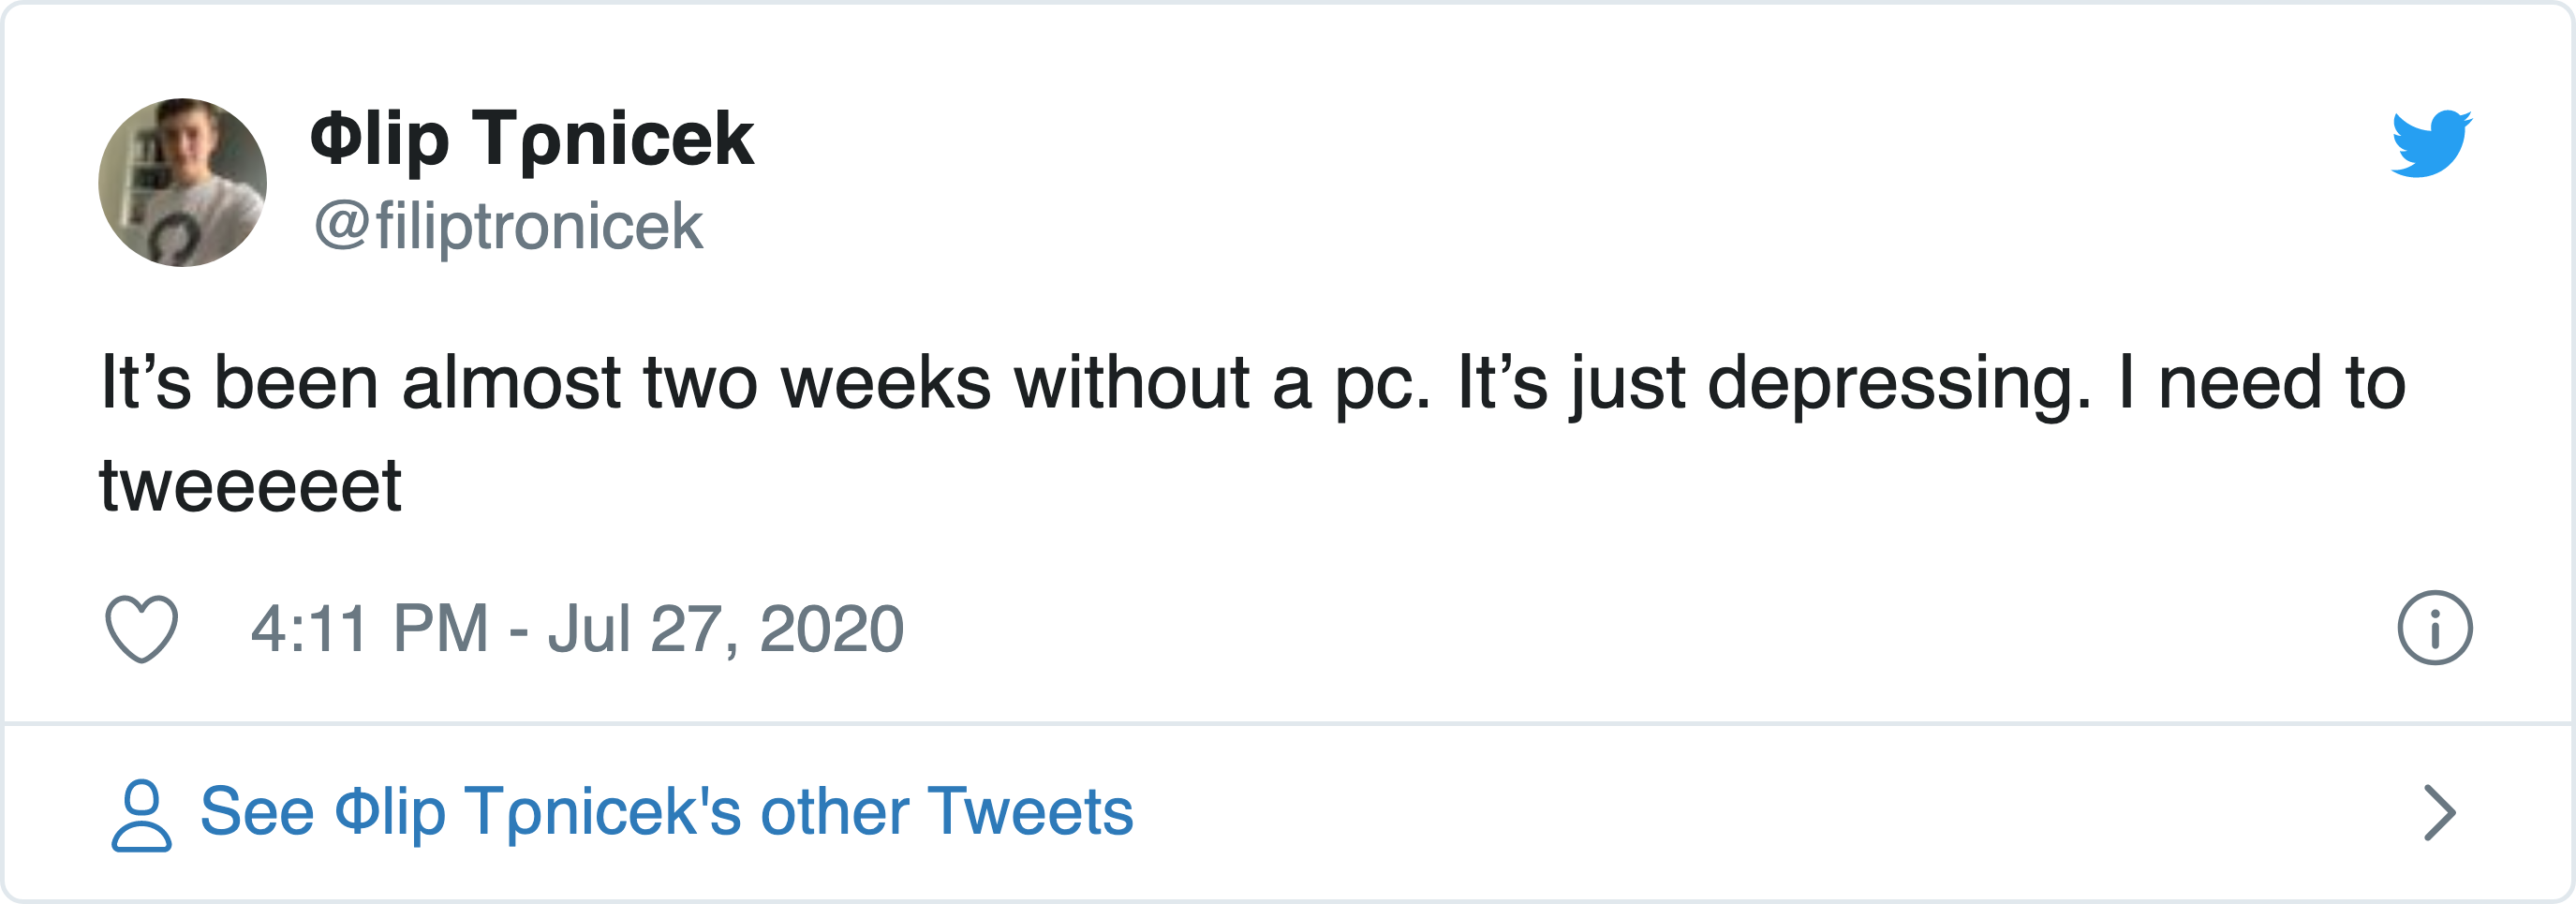 Φlip Tρnicek
@filiptronicek
It’s been almost two weeks without a pc. It’s just depressing. I need to
tweeeeet
4:11 PM - Jul 27, 2020
See Φlip Tρnicek's other Tweets